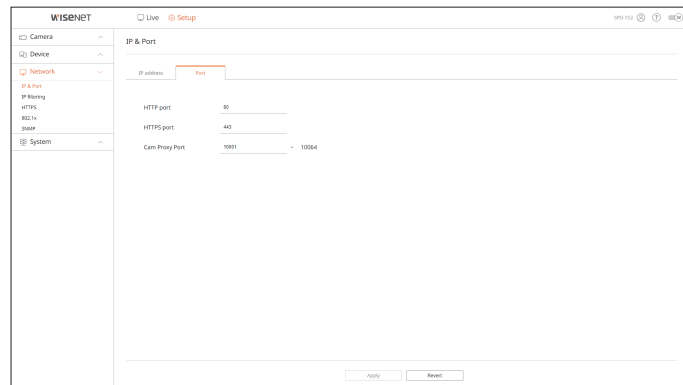 WISENET
Live Setup
SPD-152
Camera
Device
Network
IP & Port
IP filtering
HTTPS
802.1x
SNMP
System
IP & Port
IP address Port
HTTP port 80
HTTPS port 443
Cam Proxy Port 10001 ~ 10064
Apply Revert